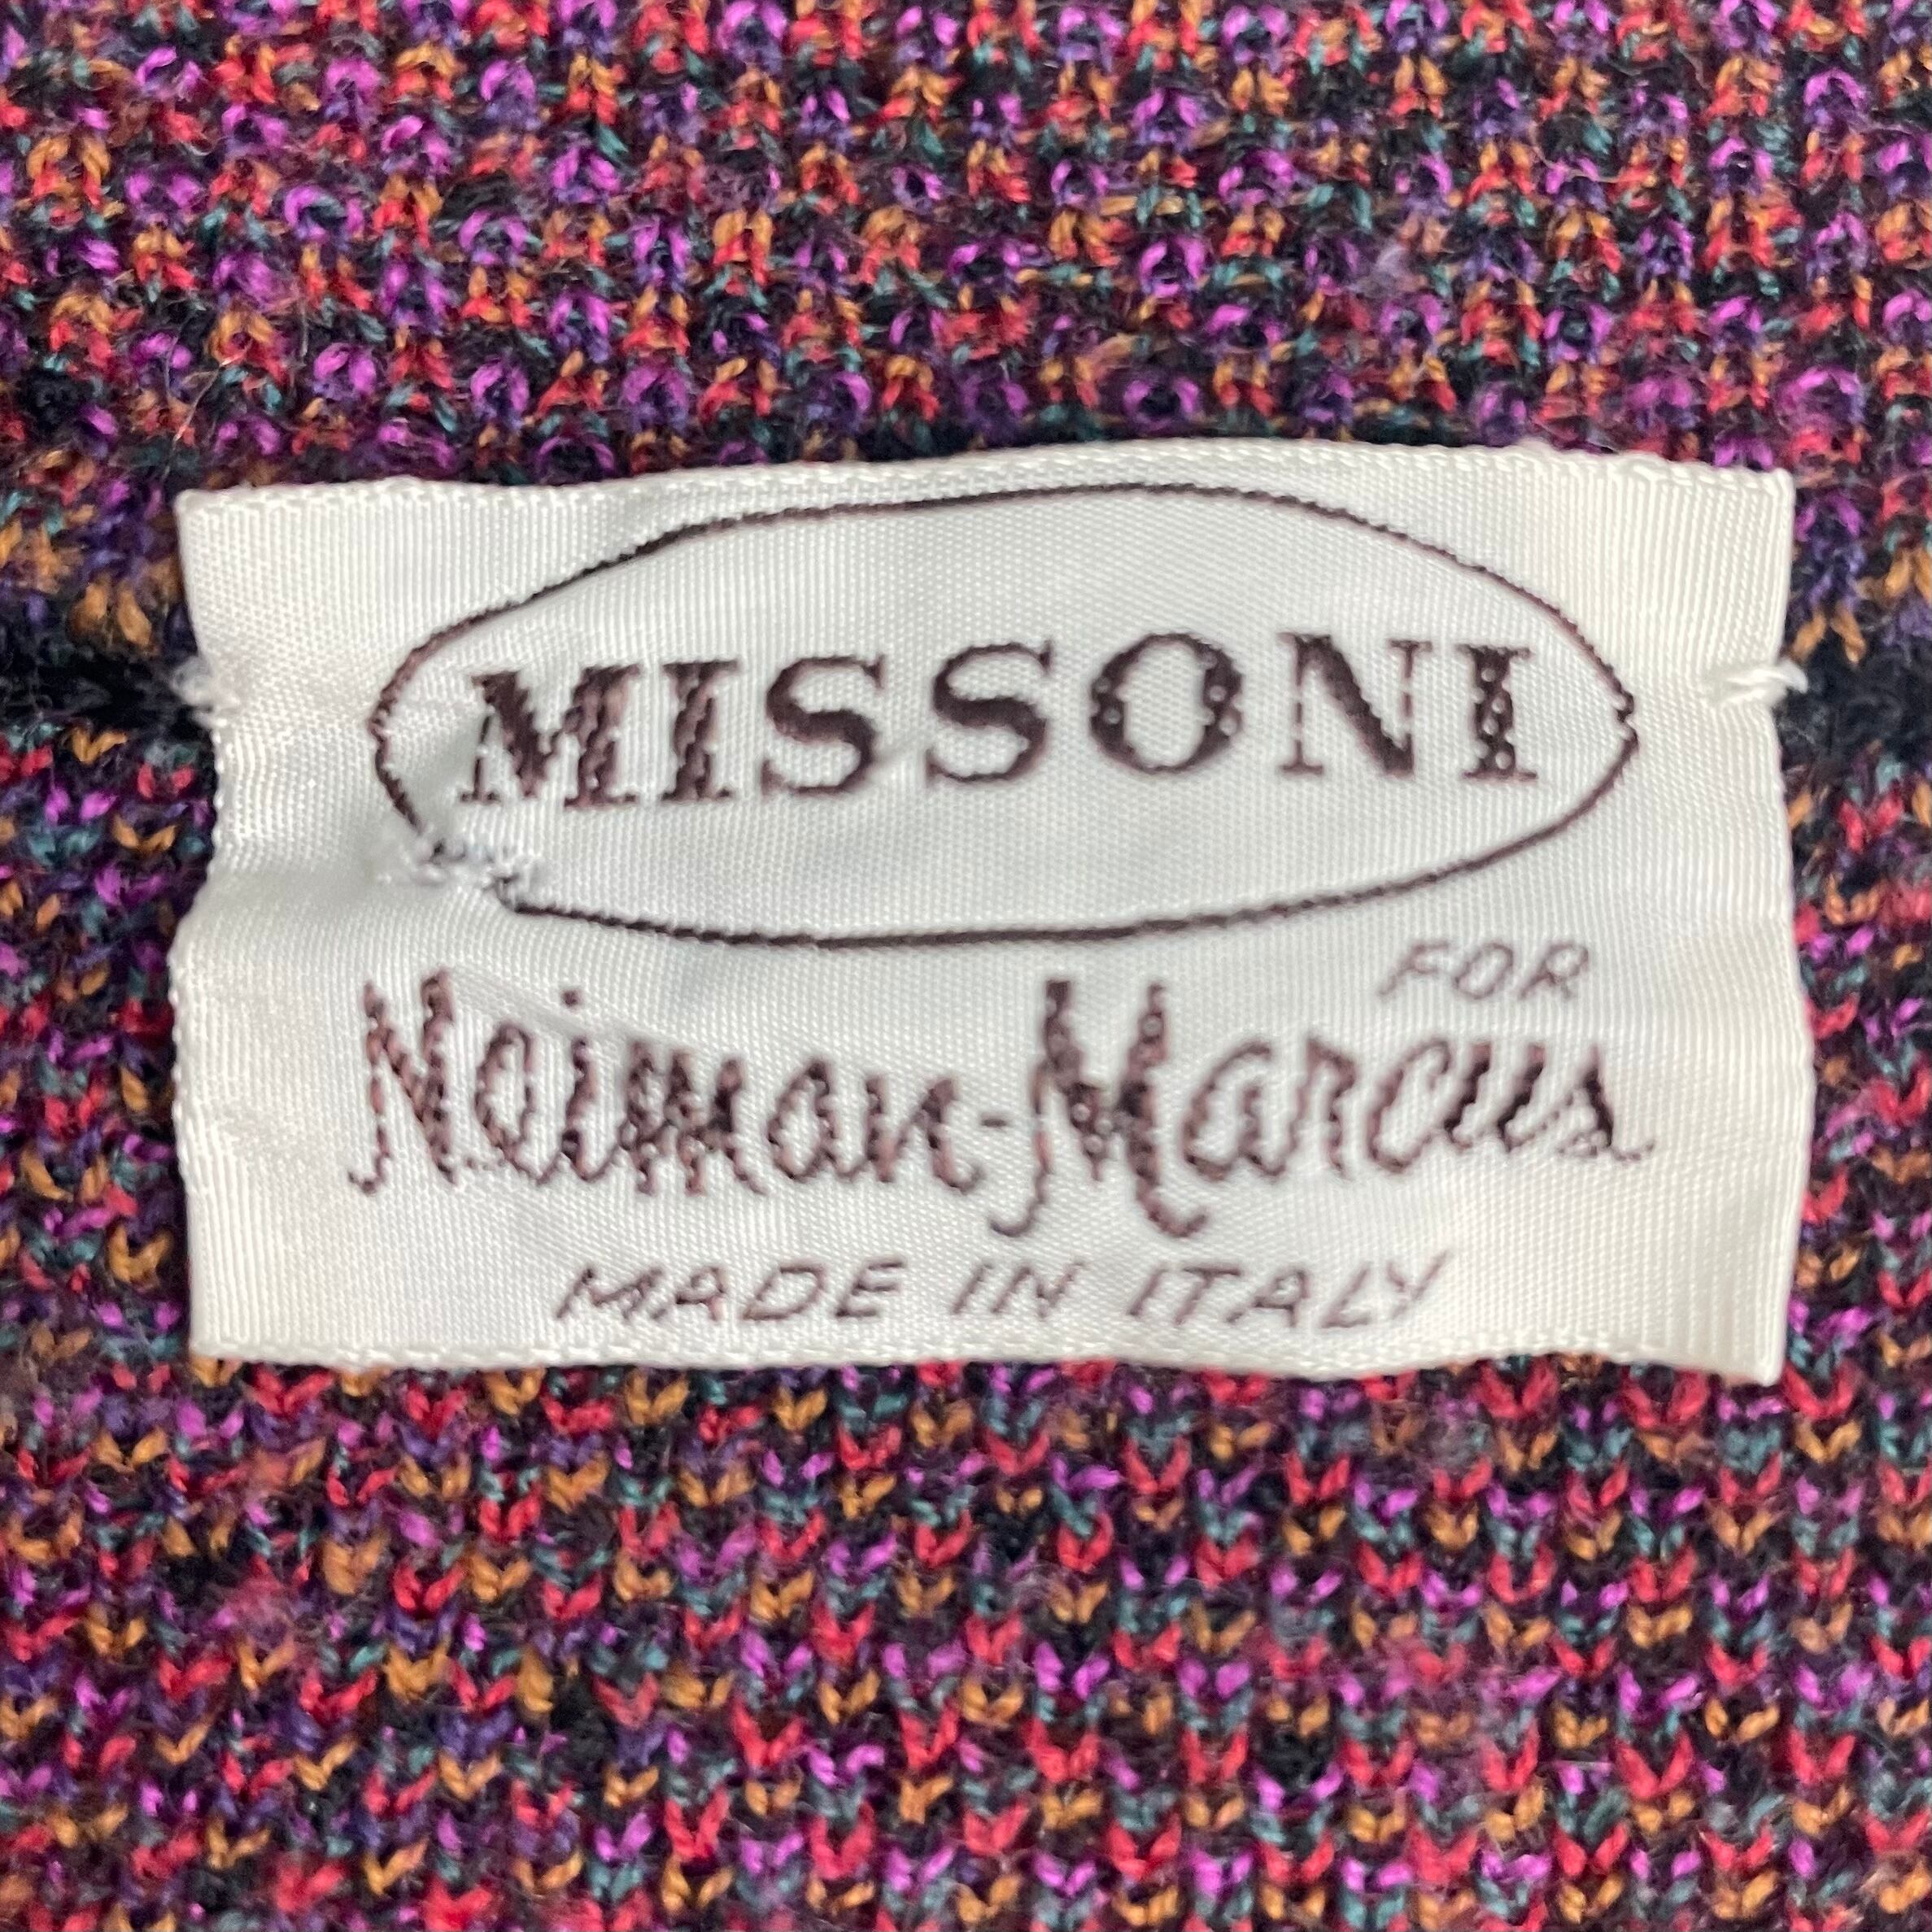 MISSONI
FOR
Neiman-Marcus
MADE IN ITALY